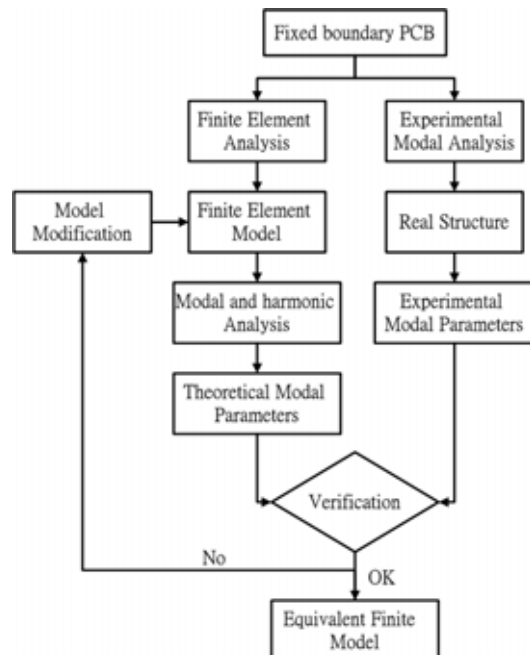 Fixed boundary PCB
Finite Element
Analysis
Experimental
Modal Analysis
Model
Modification
Finite Element
Model
Real Structure
Modal and harmonic
Analysis
Experimental
Modal Parameters
Theoretical Modal
Parameters
Verification
No
OK
Equivalent Finite
Model